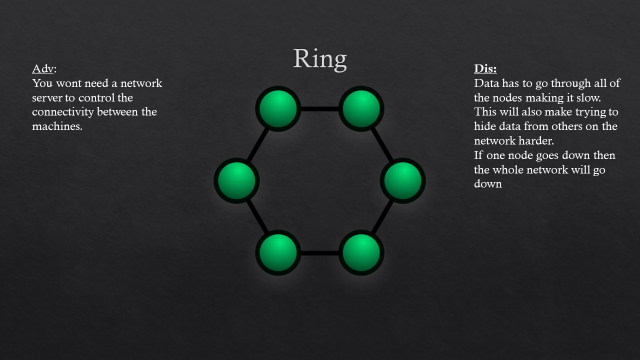 Ring
Adv:
You wont need a network
server to control the
connectivity between the
machines.
Dis:
Data has to go through all of
the nodes making it slow.
This will also make trying to
hide data from others on the
network harder.
If one node goes down then
the whole network will go
down